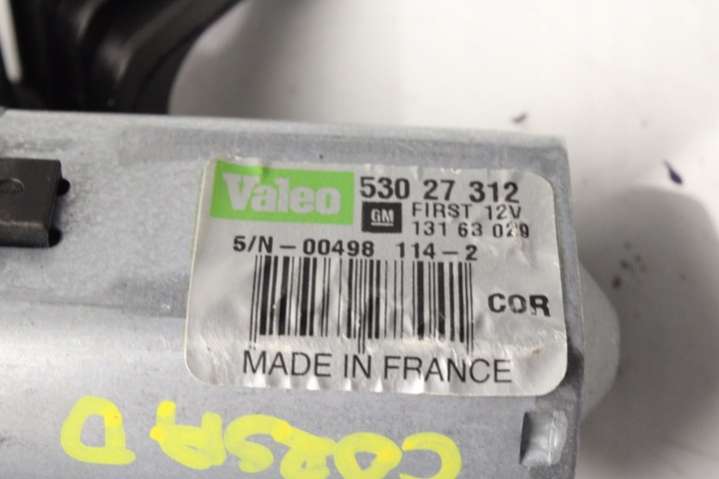 Valeo 530 27 312
GM FIRST 12V
131 63 029
S/N-00498 114-2
COR
MADE IN FRANCE
CORSA D